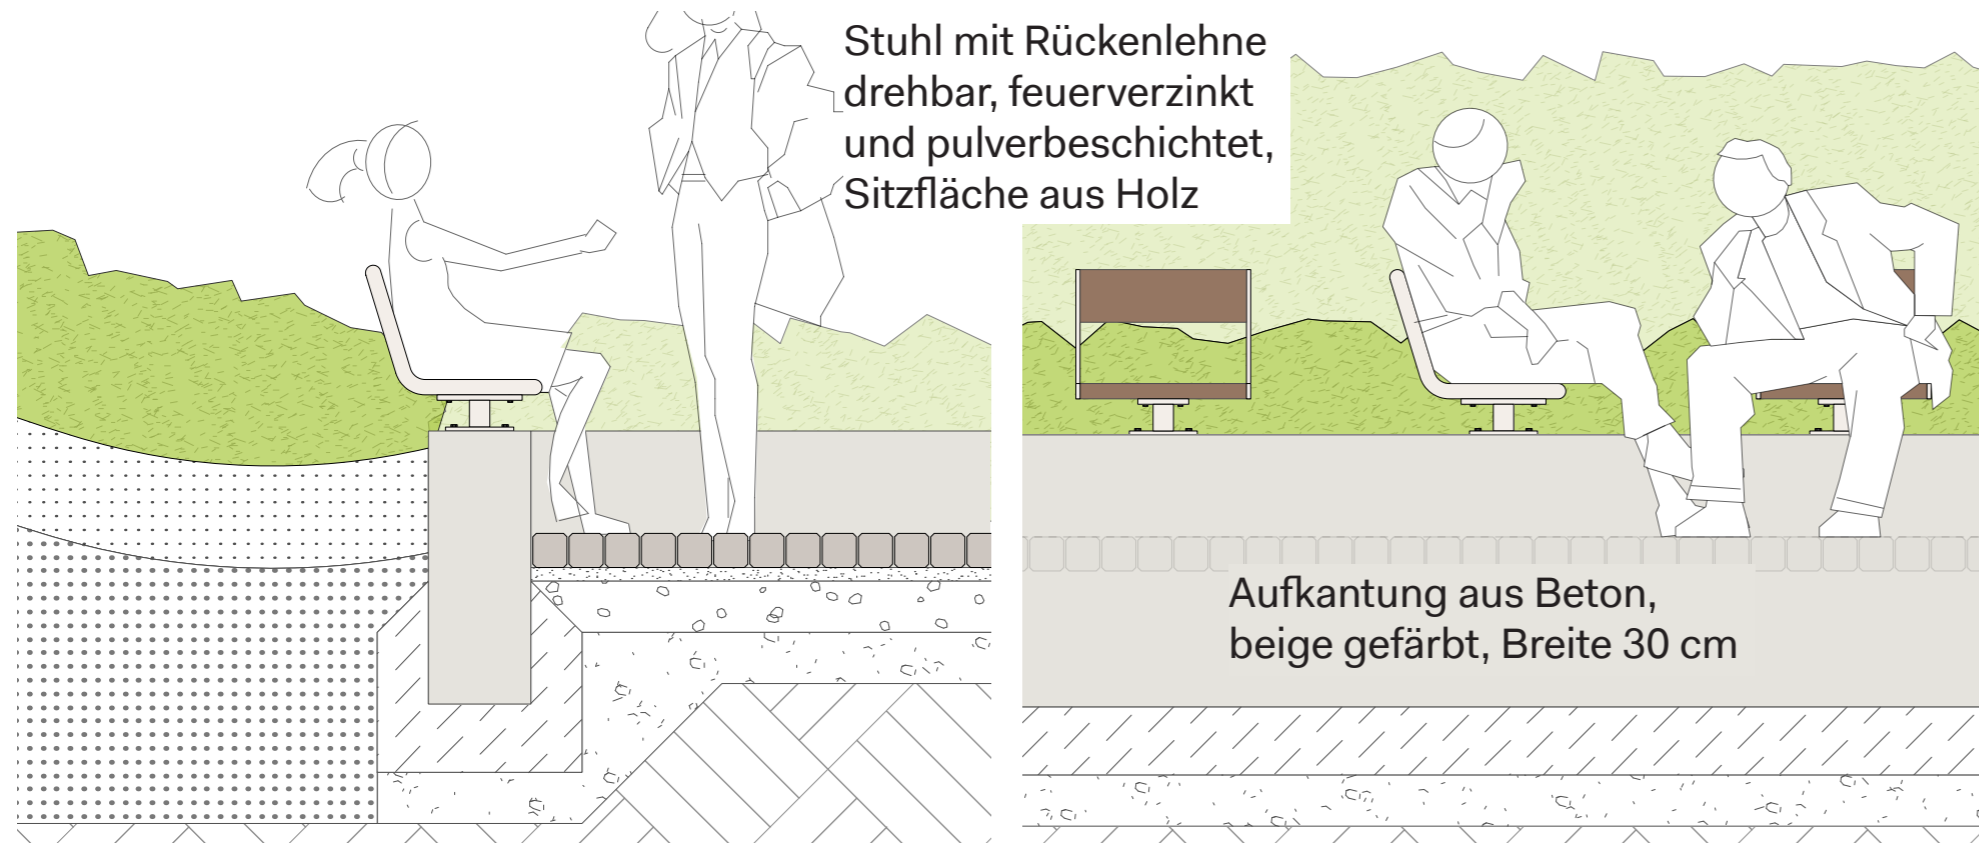 Stuhl mit Rückenlehne
drehbar, feuerverzinkt
und pulverbeschichtet,
Sitzfläche aus Holz
Aufkantung aus Beton,
beige gefärbt, Breite 30 cm